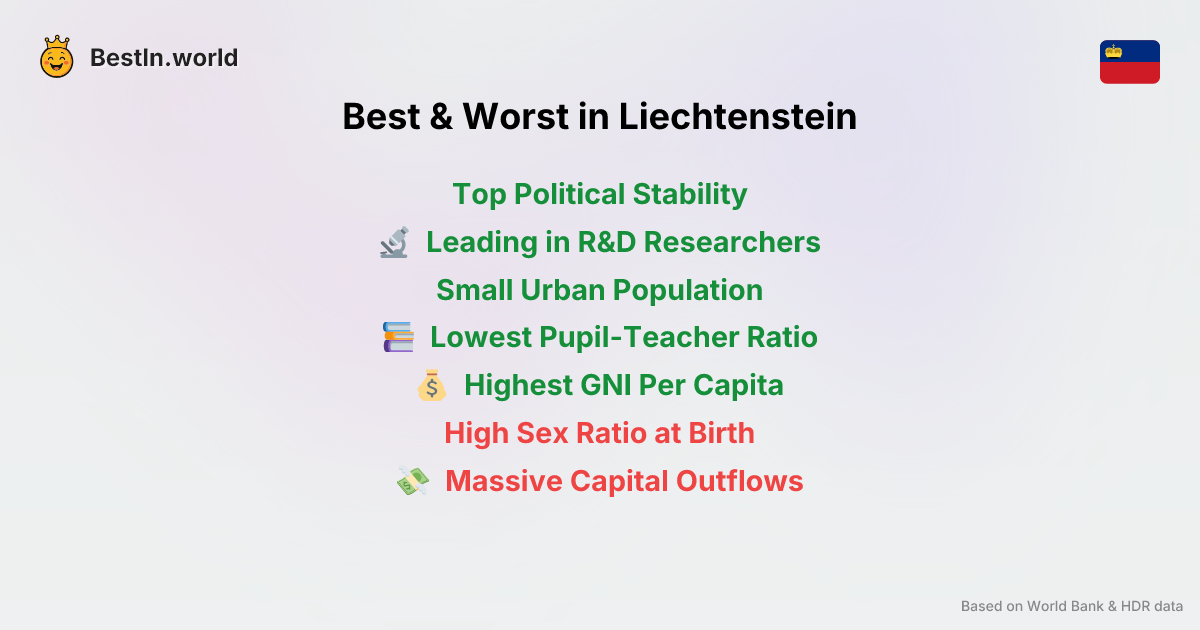 BestIn.world
Best & Worst in Liechtenstein
Top Political Stability
Leading in R&D Researchers
Small Urban Population
Lowest Pupil-Teacher Ratio
Highest GNI Per Capita
High Sex Ratio at Birth
Massive Capital Outflows
Based on World Bank & HDR data